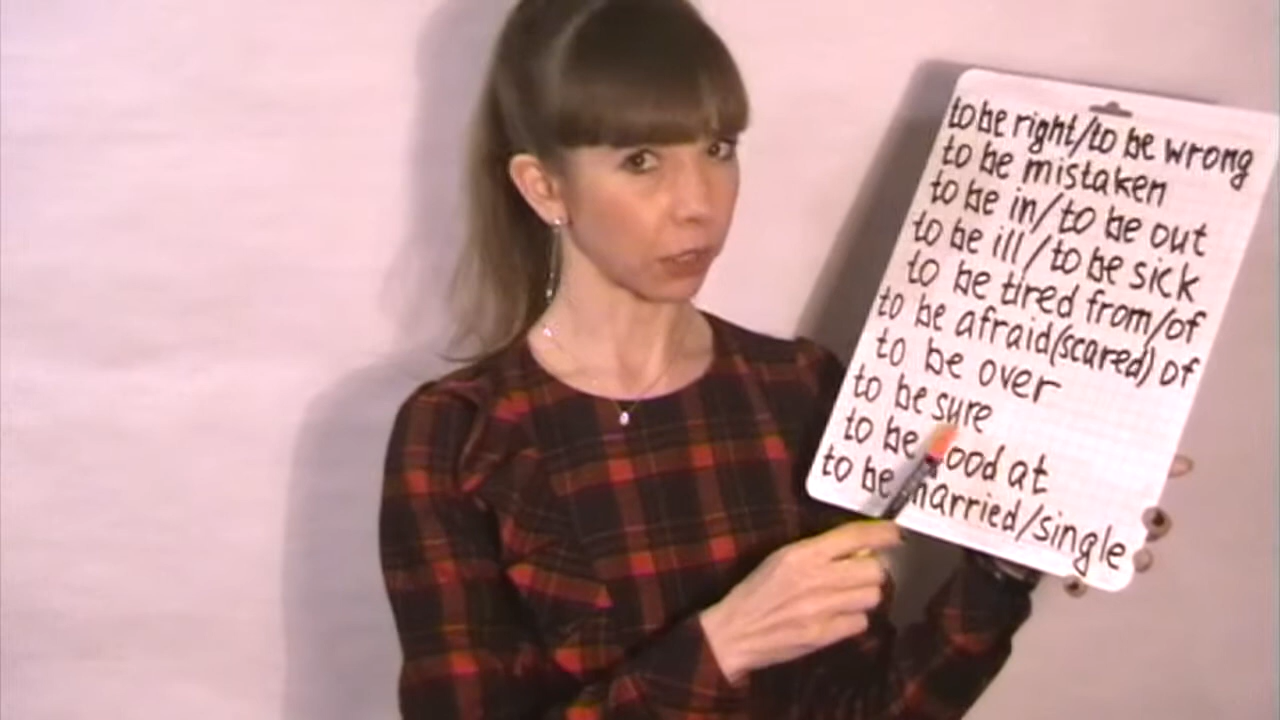 to be right/to be wrong
to be mistaken
to be in/to be out
to be ill/to be sick
to be tired from/of
to be afraid(scared) of
to be over
to be sure
to be good at
to be married/single